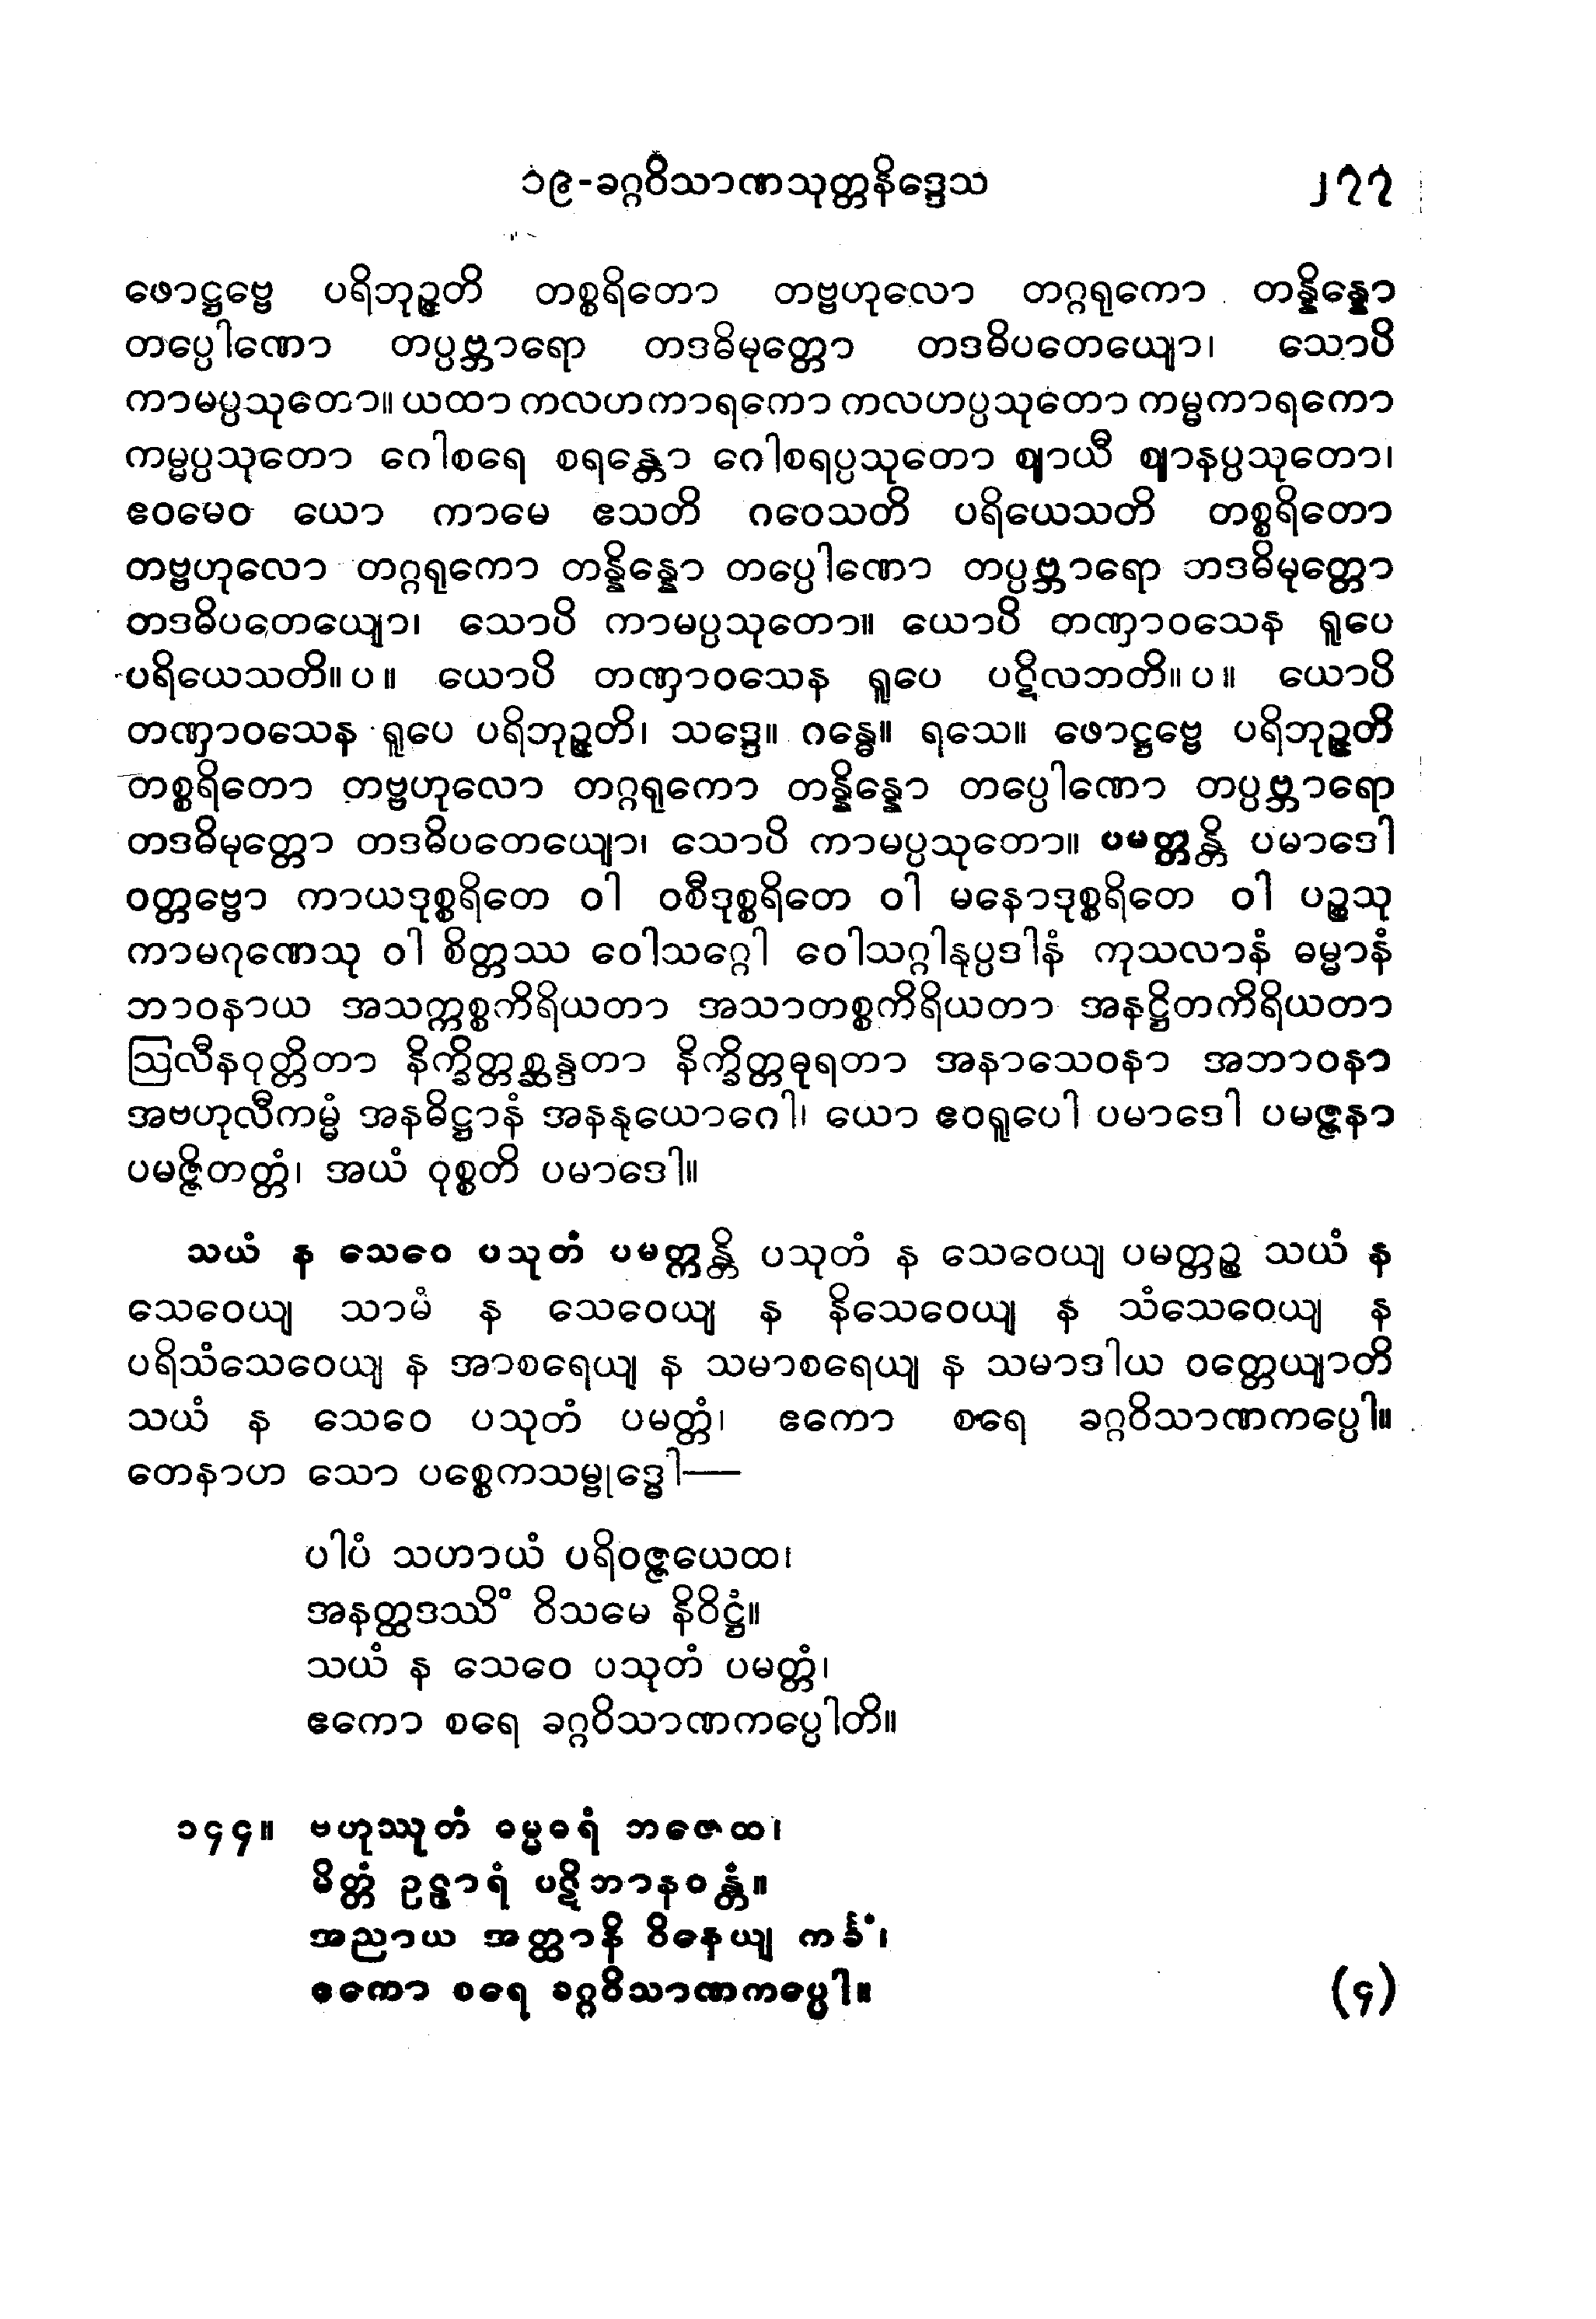 ၁၉-ခဂ္ဂဝိသာဏသုတ္တနိဒ္ဒေသ ၂၇၇
ဖောဋ္ဌဗ္ဗေ ပရိဘုဉ္ဇတိ တစ္စရိတော တဗ္ဗဟုလော တဂ္ဂရုကော တန္နိန္နော
တပ္ပေါဏော တပ္ပဗ္ဘာရော တဒဓိမုတ္တော တဒဓိပတေယျော၊ သောပိ
ကာမပ္ပသုတော။ ယထာ ကလဟကာရကော ကလဟပ္ပသုတော ကမ္မကာရကော
ကမ္မပ္ပသုတော ဂေါစရေ စရန္တော ဂေါစရပ္ပသုတော ဈာယီ ဈာနပ္ပသုတော၊
ဧဝမေဝ ယော ကာမေ ဧသတိ ဂဝေသတိ ပရိယေသတိ တစ္စရိတော
တဗ္ဗဟုလော တဂ္ဂရုကော တန္နိန္နော တပ္ပေါဏော တပ္ပဗ္ဘာရော ဘဒဓိမုတ္တော
တဒဓိပတေယျော၊ သောပိ ကာမပ္ပသုတော။ ယောပိ တဏှာဝသေန ရူပေ
ပရိယေသတိ။ ပ ။ ယောပိ တဏှာဝသေန ရူပေ ပဋိလဘတိ။ ပ ။ ယောပိ
တဏှာဝသေန ရူပေ ပရိဘုဉ္ဇတိ၊ သဒ္ဒေ။ ဂန္ဓေ။ ရသေ။ ဖောဋ္ဌဗ္ဗေ ပရိဘုဉ္ဇတိ
တစ္စရိတော တဗ္ဗဟုလော တဂ္ဂရုကော တန္နိန္နော တပ္ပေါဏော တပ္ပဗ္ဘာရော
တဒဓိမုတ္တော တဒဓိပတေယျော၊ သောပိ ကာမပ္ပသုတော။ ပမတ္တန္တိ ပမာဒေါ
ဝတ္တဗ္ဗော ကာယဒုစ္စရိတေ ဝါ ဝစီဒုစ္စရိတေ ဝါ မနောဒုစ္စရိတေ ဝါ ပဉ္စသု
ကာမဂုဏေသု ဝါ စိတ္တဿ ဝေါသဂ္ဂေါ ဝေါသဂ္ဂါနုပ္ပဒါနံ ကုသလာနံ ဓမ္မာနံ
ဘာဝနာယ အသက္ကစ္စကိရိယတာ အသာတစ္စကိရိယတာ အနဋ္ဌိတကိရိယတာ
ဩလီနဝုတ္တိတာ နိက္ခိတ္တစ္ဆန္ဒတာ နိက္ခိတ္တဓုရတာ အနာသေဝနာ အဘာဝနာ
အဗဟုလီကမ္မံ အနဓိဋ္ဌာနံ အနနုယောဂေါ၊ ယော ဧဝရူပေါ ပမာဒေါ ပမဇ္ဇနာ
ပမဇ္ဇိတတ္တံ၊ အယံ ဝုစ္စတိ ပမာဒေါ။
သယံ န သေဝေ ပသုတံ ပမတ္တန္တိ ပသုတံ န သေဝေယျ ပမတ္တဉ္စ သယံ န
သေဝေယျ သာမံ န သေဝေယျ န နိသေဝေယျ န သံသေဝေယျ န
ပရိသံသေဝေယျ န အာစရေယျ န သမာစရေယျ န သမာဒါယ ဝတ္တေယျာတိ
သယံ န သေဝေ ပသုတံ ပမတ္တံ၊ ဧကော စရေ ခဂ္ဂဝိသာဏကပ္ပေါ။
တေနာဟ သော ပစ္စေကသမ္ဗုဒ္ဓေါ—
ပါပံ သဟာယံ ပရိဝဇ္ဇယေထ၊
အနတ္ထဒဿိံ ဝိသမေ နိဝိဋ္ဌံ။
သယံ န သေဝေ ပသုတံ ပမတ္တံ၊
ဧကော စရေ ခဂ္ဂဝိသာဏကပ္ပေါတိ။
၁၄၄။ ဗဟုဿုတံ ဓမ္မဓရံ ဘဇေထ၊
မိတ္တံ ဥဠာရံ ပဋိဘာနဝန္တံ။
အညာယ အတ္ထာနိ ဝိနေယျ ကင်္ခံ၊
ဧကော စရေ ခဂ္ဂဝိသာဏကပ္ပေါ။ (၄)